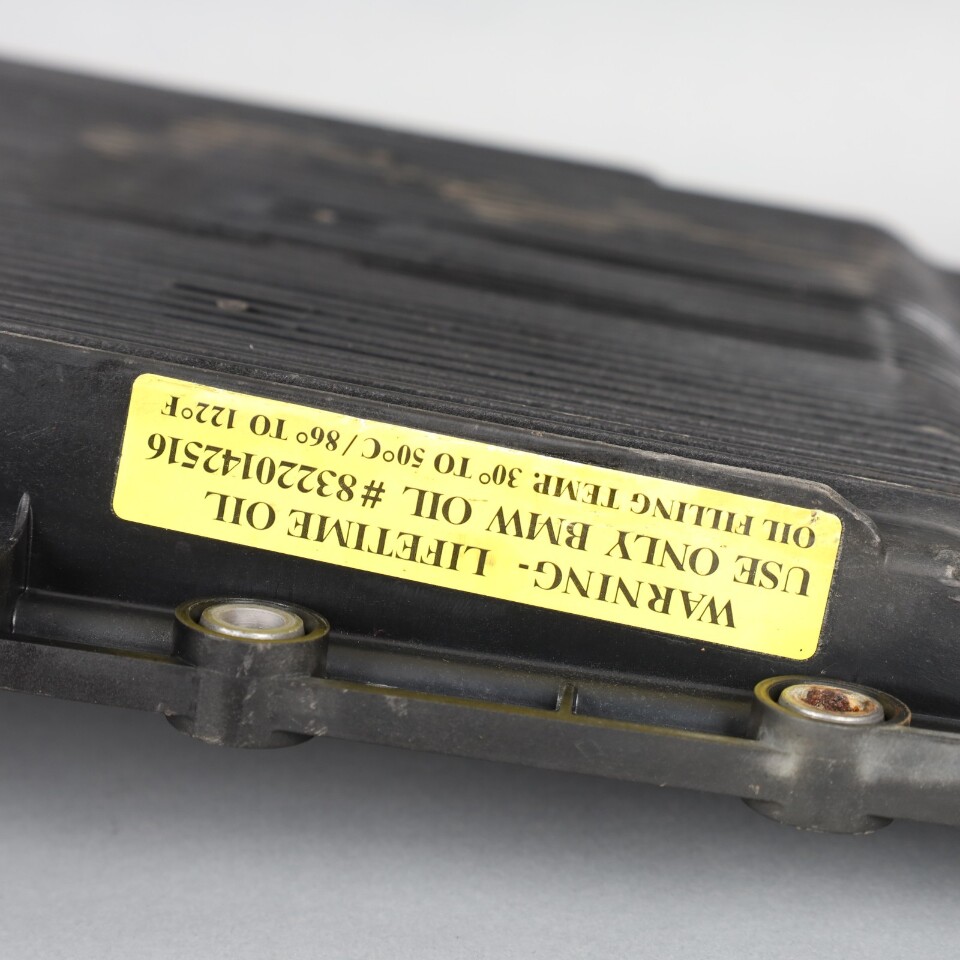 WARNING- LIFETIME OIL
USE ONLY BMW OIL #83220142516
OIL FILLING TEMP. 30° TO 50°C / 86° TO 122°F